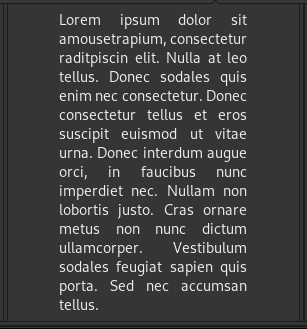 Lorem ipsum dolor sit
amousetrapium, consectetur
raditpiscin elit. Nulla at leo
tellus. Donec sodales quis
enim nec consectetur. Donec
consectetur tellus et eros
suscipit euismod ut vitae
urna. Donec interdum augue
orci, in faucibus nunc
imperdiet nec. Nullam non
lobortis justo. Cras ornare
metus non nunc dictum
ullamcorper. Vestibulum
sodales feugiat sapien quis
porta. Sed nec accumsan
tellus.